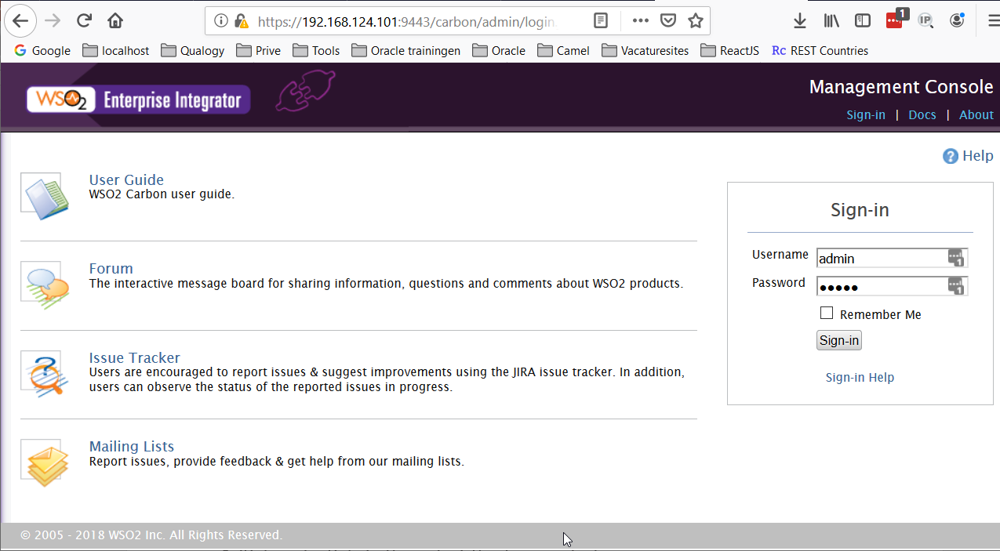 https://192.168.124.101:9443/carbon/admin/login
1
IP
Google localhost Qualogy Prive Tools Oracle trainingen Oracle Camel Vacaturesites ReactJS Rc REST Countries
WSO2 Enterprise Integrator
Management Console
Sign-in | Docs | About
? Help
User Guide
WSO2 Carbon user guide.
Forum
The interactive message board for sharing information, questions and comments about WSO2 products.
Issue Tracker
Users are encouraged to report issues & suggest improvements using the JIRA issue tracker. In addition,
users can observe the status of the reported issues in progress.
Mailing Lists
Report issues, provide feedback & get help from our mailing lists.
Sign-in
Username admin 1
Password ••••• 1
Remember Me
Sign-in
Sign-in Help
© 2005 - 2018 WSO2 Inc. All Rights Reserved.